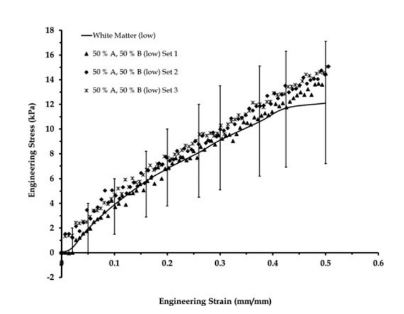 18
16
14
12
10
8
6
4
2
0
-2
Engineering Stress (kPa)
White Matter (low)
50 % A, 50 % B (low) Set 1
50 % A, 50 % B (low) Set 2
50 % A, 50 % B (low) Set 3
0 0.1 0.2 0.3 0.4 0.5 0.6
Engineering Strain (mm/mm)